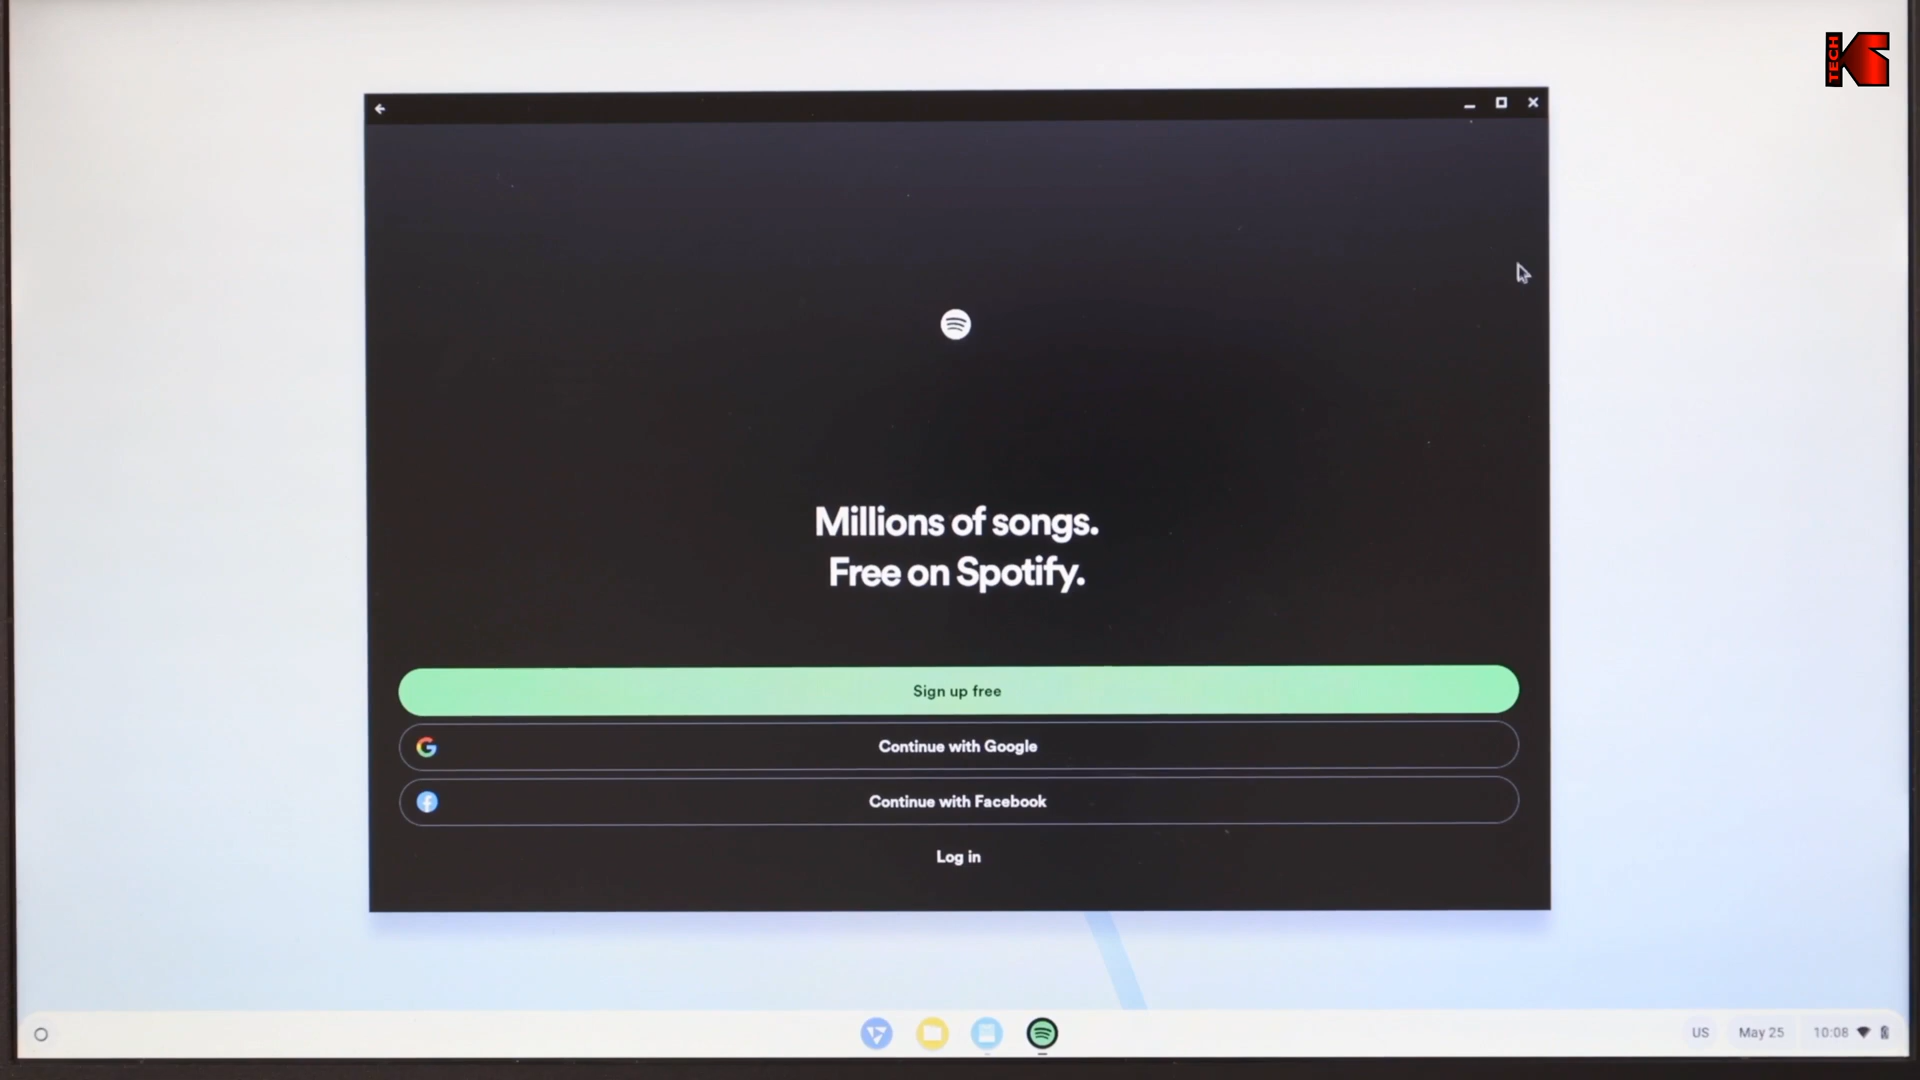 TECH
K
Millions of songs.
Free on Spotify.
Sign up free
Continue with Google
Continue with Facebook
Log in
US
May 25
10:08